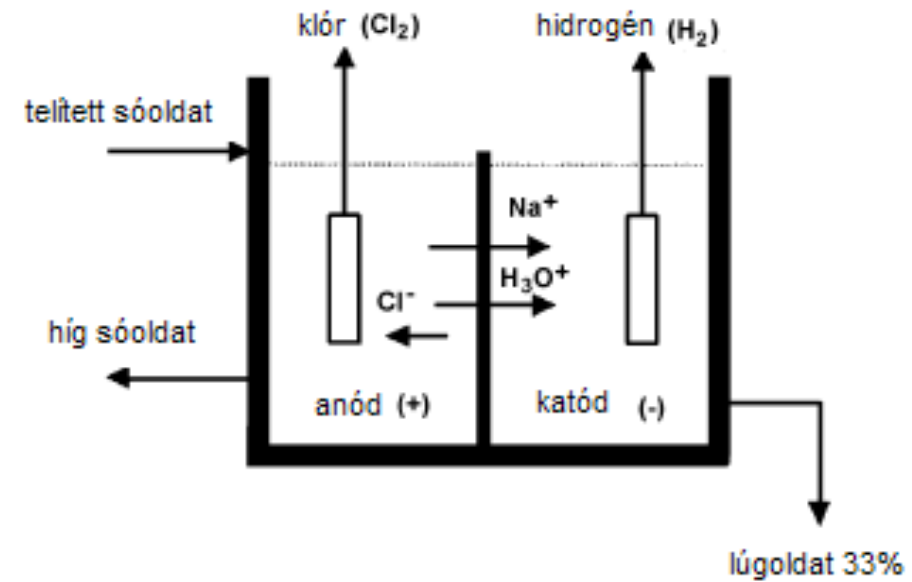 klór (Cl₂)
hidrogén (H₂)
telített sóoldat
Na⁺
H₃O⁺
Cl⁻
híg sóoldat
anód (+)
katód (-)
lúgoldat 33%